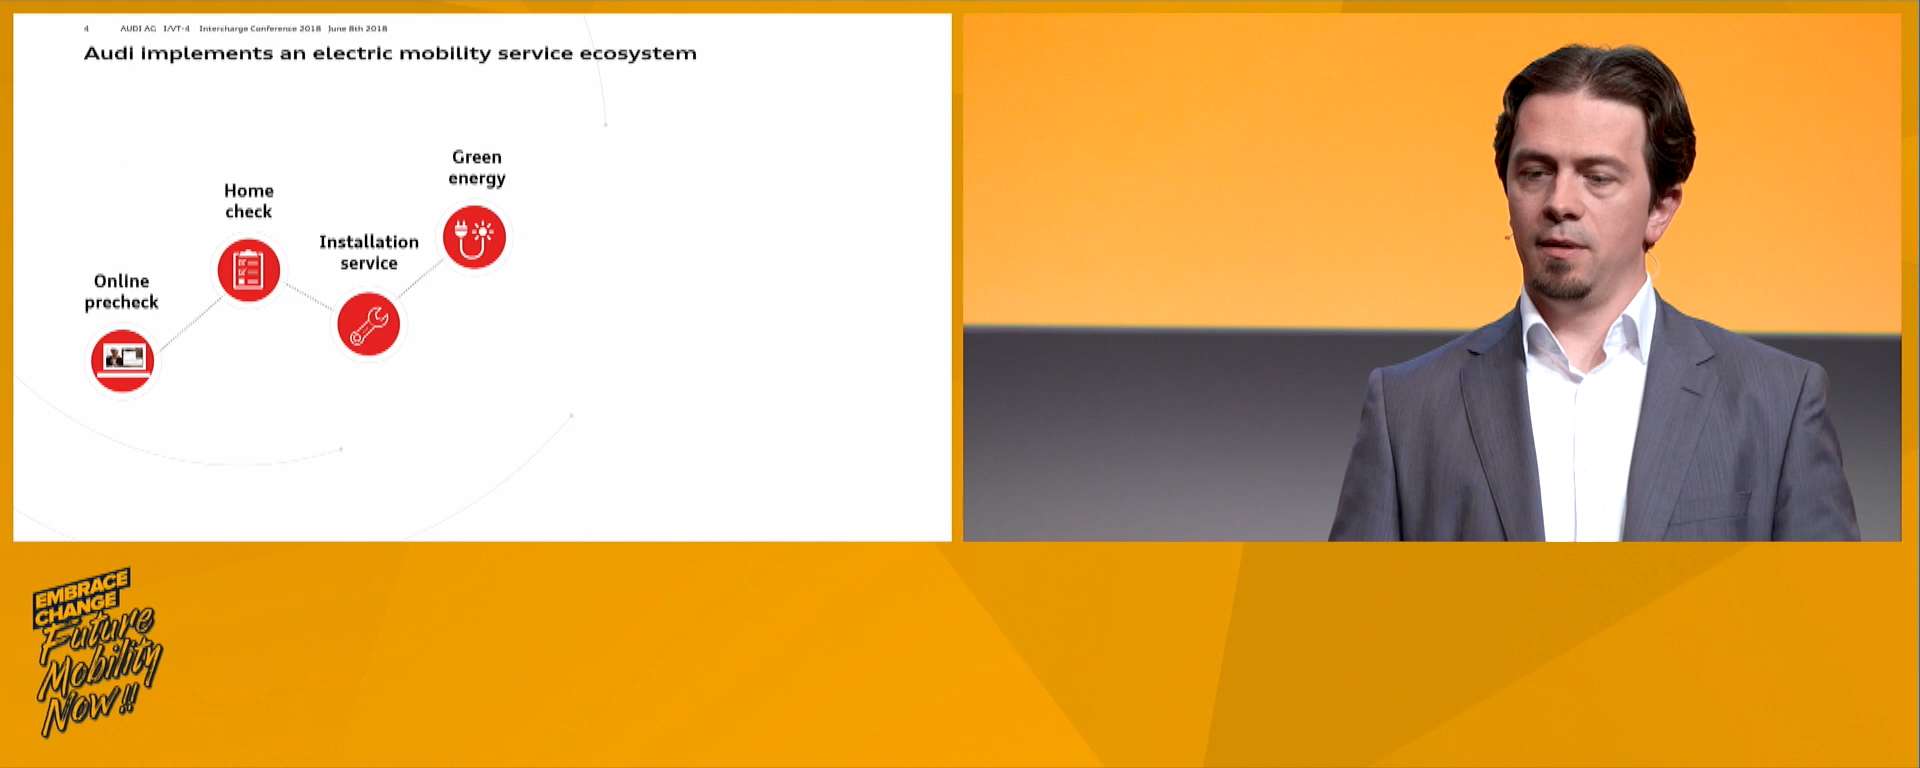 4 AUDI AG I/VT-4 Intercharge Conference 2018 June 8th 2018
Audi implements an electric mobility service ecosystem
Green
energy
Home
check
Installation
service
Online
precheck
EMBRACE
CHANGE
Future
Mobility
Now!!